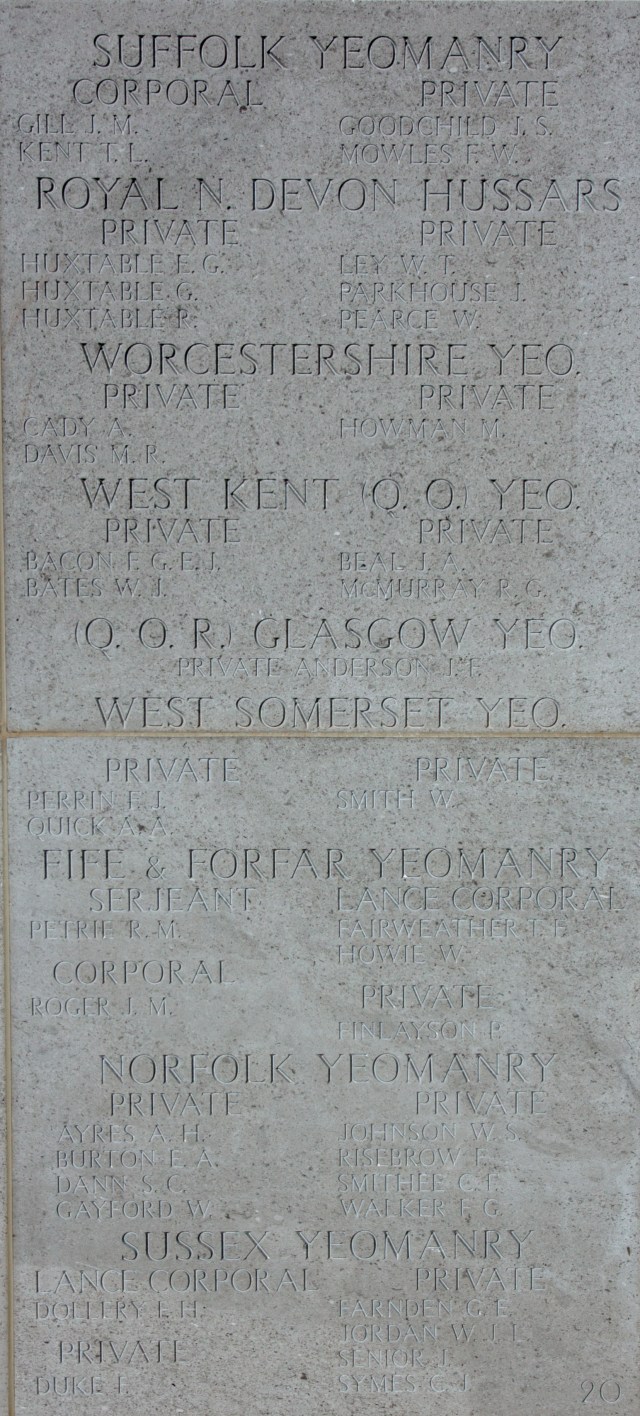 SUFFOLK YEOMANRY
CORPORAL
GILL J. M.
KENT T. L.
PRIVATE
GOODCHILD J. S.
MOWLES F. W.
ROYAL N. DEVON HUSSARS
PRIVATE
HUXTABLE E. G.
HUXTABLE G.
HUXTABLE R.
PRIVATE
LEY W. T.
PARKHOUSE J.
PEARCE W.
WORCESTERSHIRE YEO.
PRIVATE
CADY A.
DAVIS M. R.
PRIVATE
HOWMAN M.
WEST KENT (Q. O.) YEO.
PRIVATE
BACON F. G. E. J.
BATES W. J.
PRIVATE
BEAL J. A.
McMURRAY R. G.
(Q. O. R.) GLASGOW YEO.
PRIVATE ANDERSON J. F.
WEST SOMERSET YEO.
PRIVATE
PERRIN F. J.
QUICK A. A.
PRIVATE
SMITH W.
FIFE & FORFAR YEOMANRY
SERJEANT
PETRIE R. M.
CORPORAL
ROGER J. M.
LANCE CORPORAL
FAIRWEATHER T. F.
HOWIE W.
PRIVATE
FINLAYSON P.
NORFOLK YEOMANRY
PRIVATE
AYRES A. H.
BURTON E. A.
DANN S. C.
GAYFORD W.
PRIVATE
JOHNSON W. S.
RISEBROW F.
SMITHEE C. F.
WALKER F. G.
SUSSEX YEOMANRY
LANCE CORPORAL
DOLLERY E. H.
PRIVATE
DUKE F.
PRIVATE
FARNDEN G. E.
JORDAN W. J. J.
SENIOR J.
SYMES C. J.
20